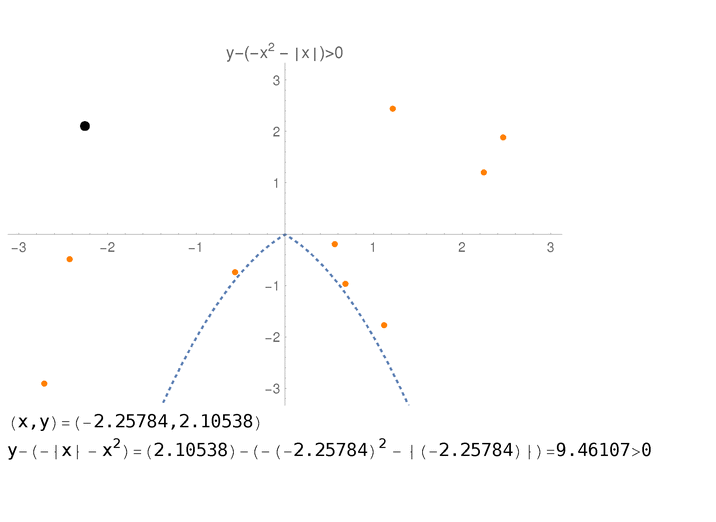 y−(−x² − |x|)>0
3
2
1
−3 −2 −1 1 2 3
−1
−2
−3
(x,y)=(−2.25784,2.10538)
y−(−|x|−x²)=(2.10538)−(−(−2.25784)²−|(−2.25784)|)=9.46107>0